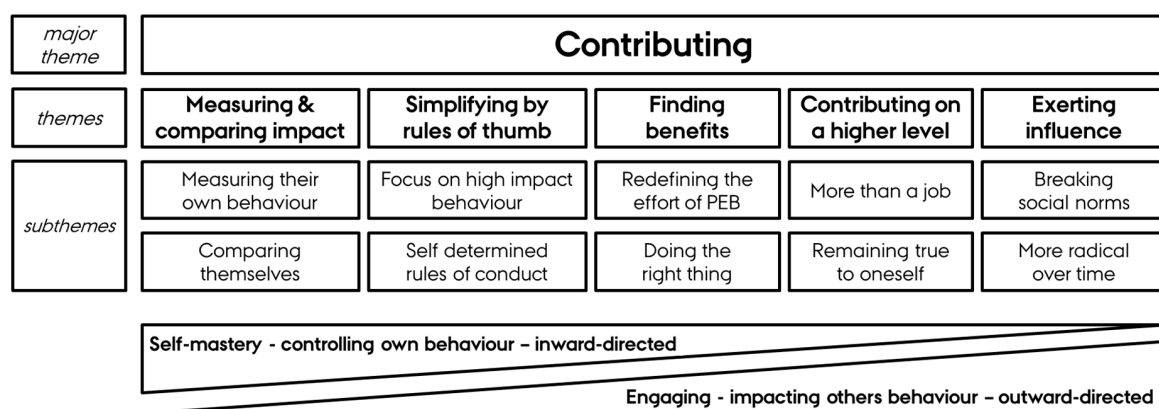 major
theme
Contributing
themes
Measuring &
comparing impact
Simplifying by
rules of thumb
Finding
benefits
Contributing on
a higher level
Exerting
influence
subthemes
Measuring their
own behaviour
Focus on high impact
behaviour
Redefining the
effort of PEB
More than a job
Breaking
social norms
Comparing
themselves
Self determined
rules of conduct
Doing the
right thing
Remaining true
to oneself
More radical
over time
Self-mastery - controlling own behaviour – inward-directed
Engaging - impacting others behaviour – outward-directed